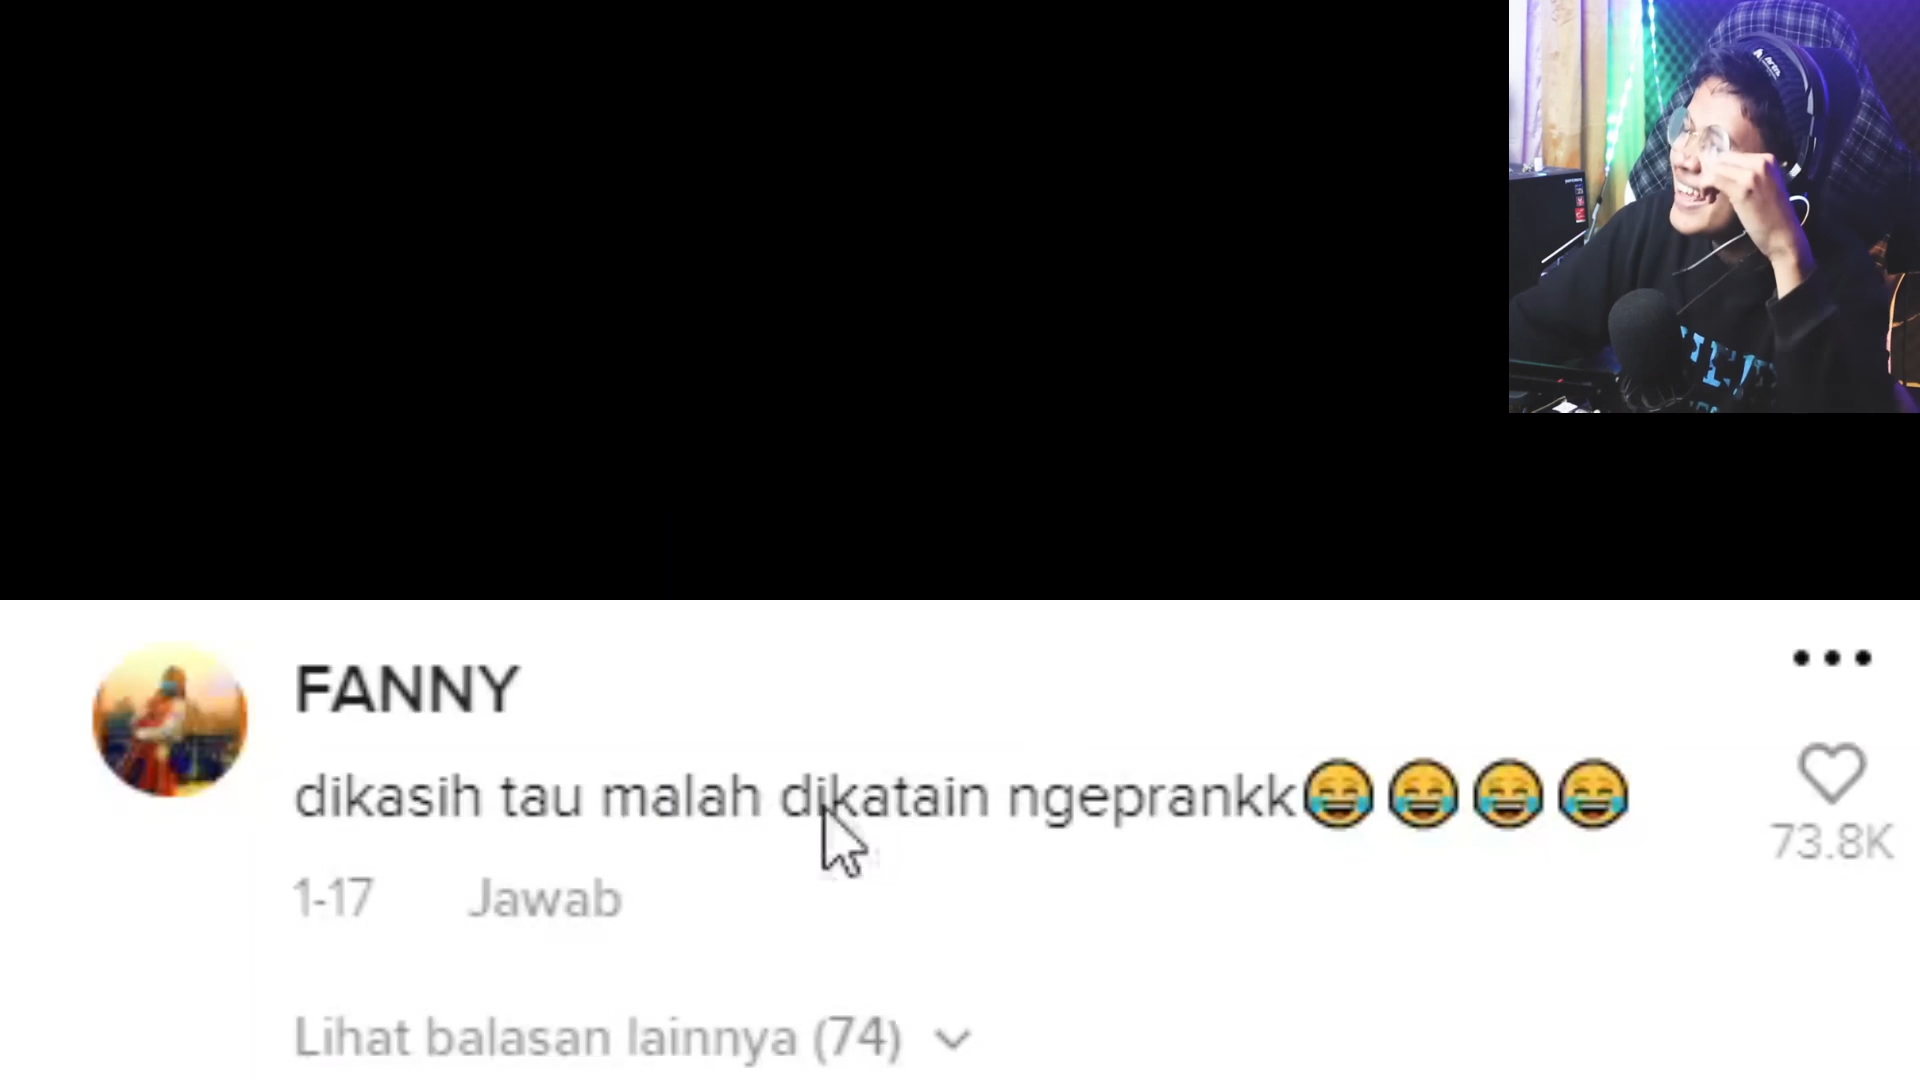 FANNY
dikasih tau malah dikatain ngeprankk😂😂😂😂
73.8K
1-17 Jawab
Lihat balasan lainnya (74)